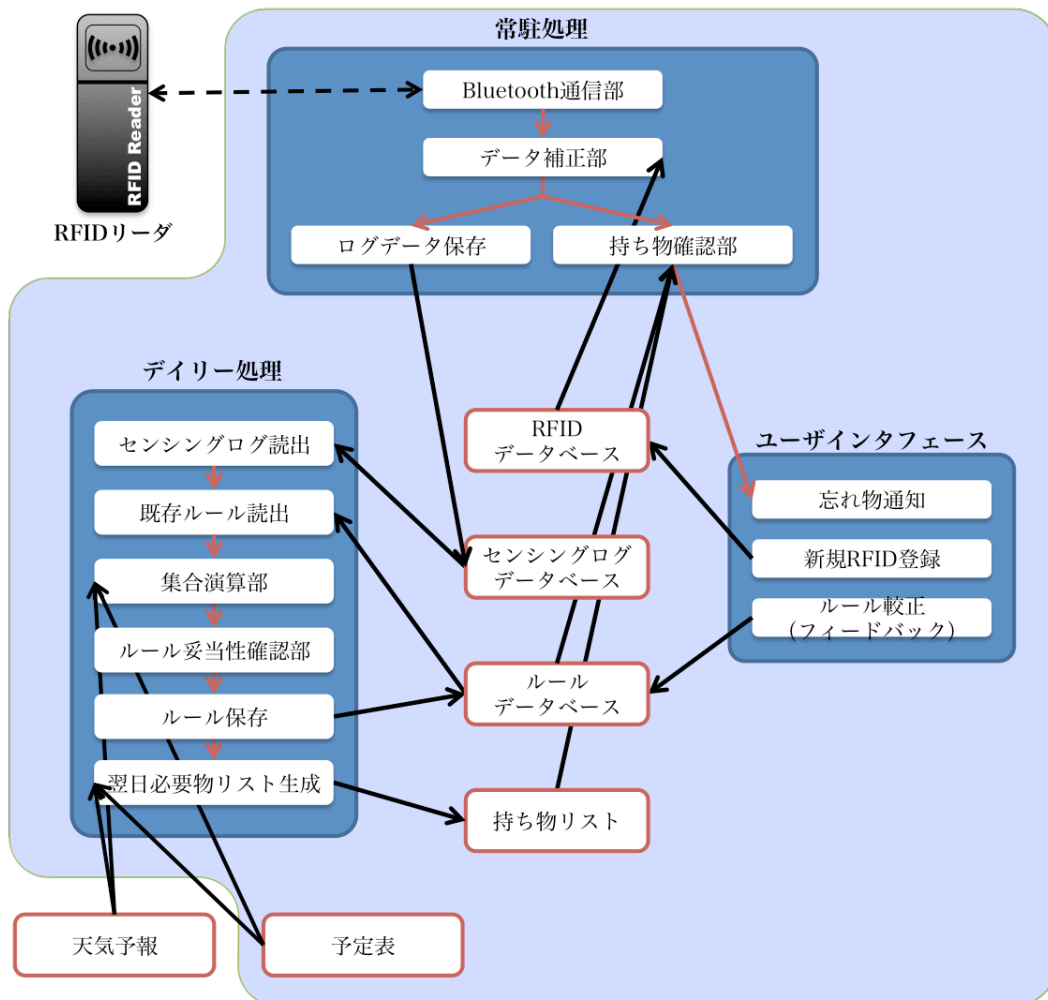 常駐処理
RFID Reader
RFIDリーダ
Bluetooth通信部
データ補正部
ログデータ保存
持ち物確認部
デイリー処理
センシングログ読出
既存ルール読出
集合演算部
ルール妥当性確認部
ルール保存
翌日必要物リスト生成
RFID
データベース
センシングログ
データベース
ルール
データベース
持ち物リスト
ユーザインタフェース
忘れ物通知
新規RFID登録
ルール較正
（フィードバック）
天気予報
予定表